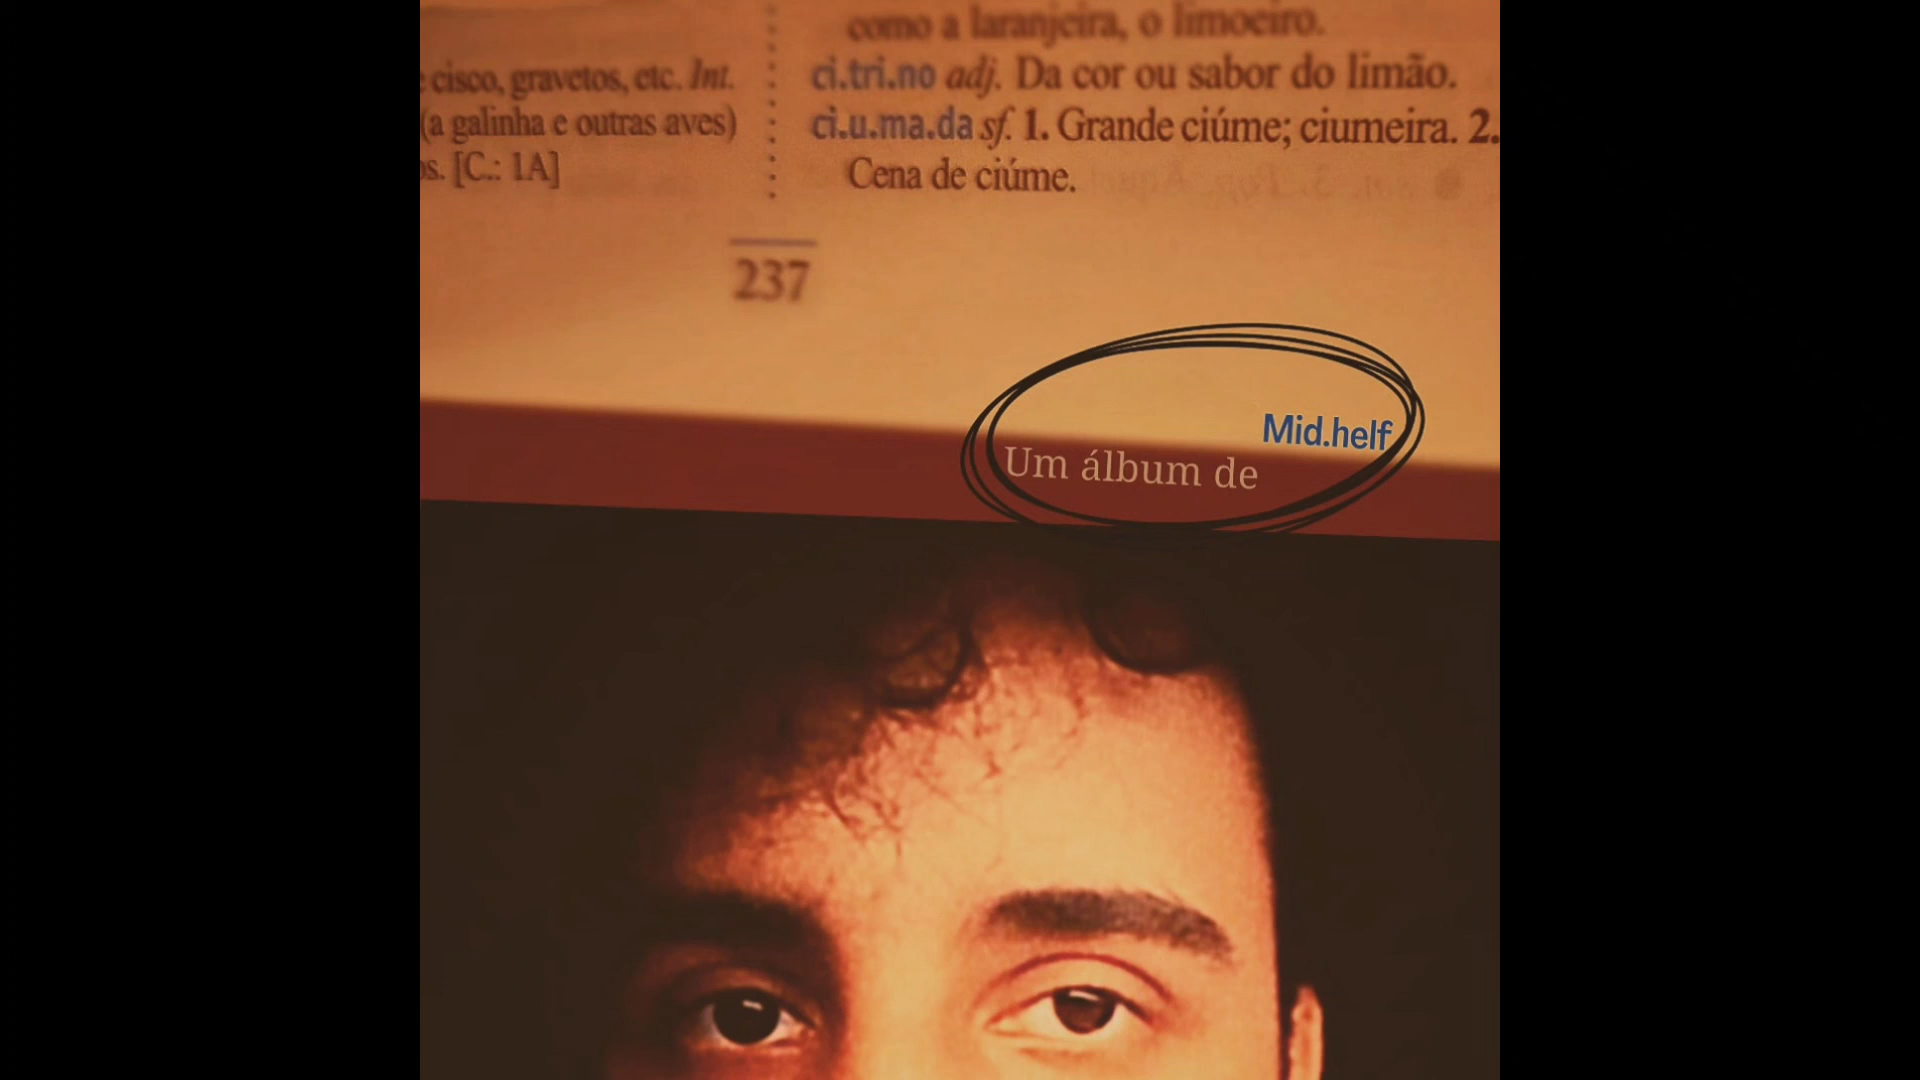 cisco, gravetos, etc. Int.
(a galinha e outras aves)
os. [C.: 1A]
como a laranjeira, o limoeiro.
ci.tri.no adj. Da cor ou sabor do limão.
ci.u.ma.da sf. 1. Grande ciúme; ciumeira. 2.
Cena de ciúme.
237
Um álbum de Mid.helf